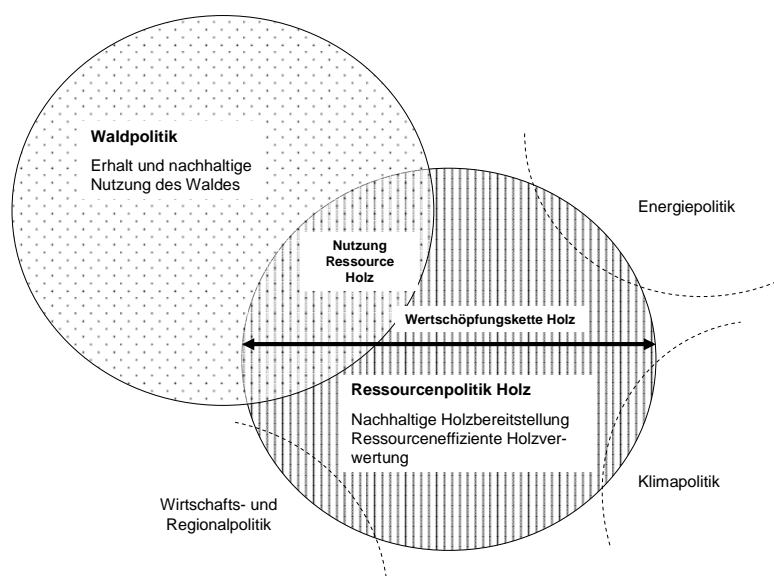 Waldpolitik
Erhalt und nachhaltige
Nutzung des Waldes
Energiepolitik
Nutzung
Ressource
Holz
Wertschöpfungskette Holz
Ressourcenpolitik Holz
Nachhaltige Holzbereitstellung
Ressourceneffiziente Holzver-
wertung
Klimapolitik
Wirtschafts- und
Regionalpolitik